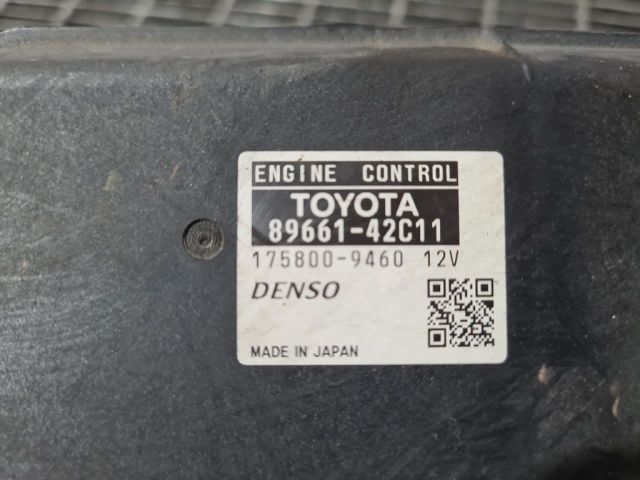 ENGINE CONTROL
TOYOTA
89661-42C11
175800-9460 12V
DENSO
MADE IN JAPAN